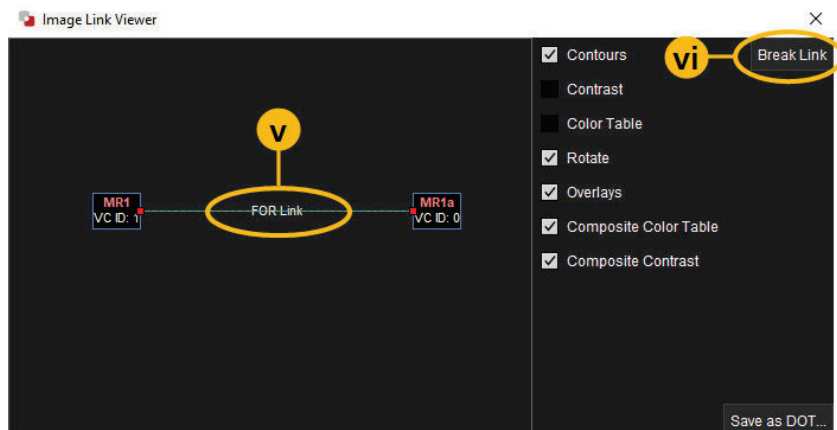 Image Link Viewer
v
MR1
VC ID: 1
FOR Link
MR1a
VC ID: 0
Contours
vi
Break Link
Contrast
Color Table
Rotate
Overlays
Composite Color Table
Composite Contrast
Save as DOT...